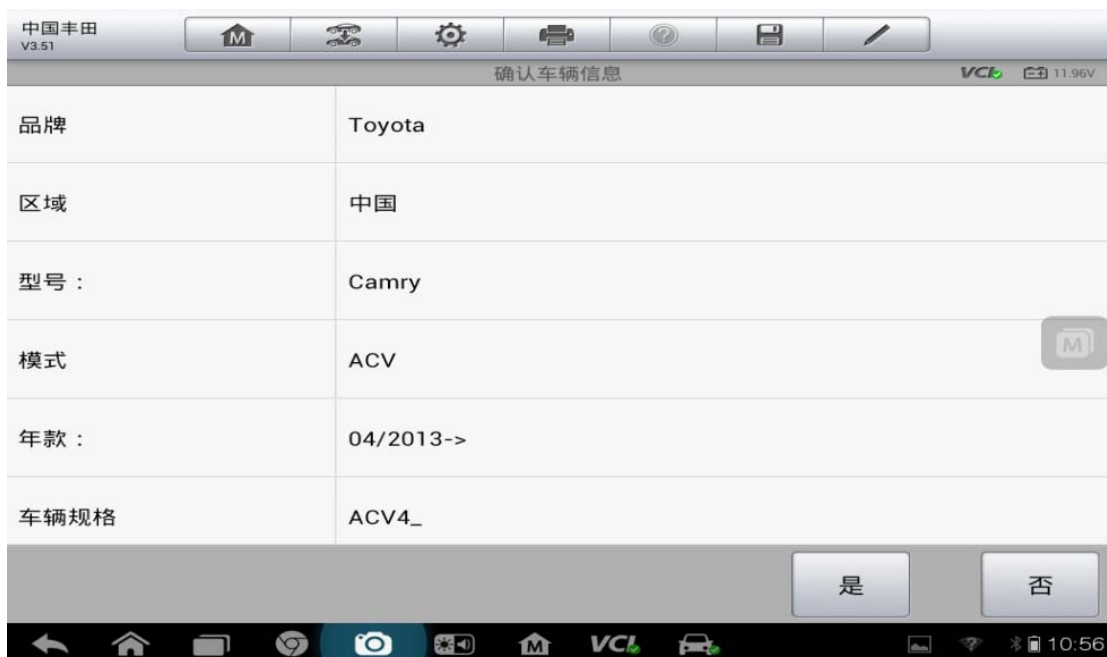 中国丰田
V3.51
M
确认车辆信息
VCI 11.96V
品牌 Toyota
区域 中国
型号： Camry
M
模式 ACV
年款： 04/2013->
车辆规格 ACV4_
是 否
M VCI 10:56